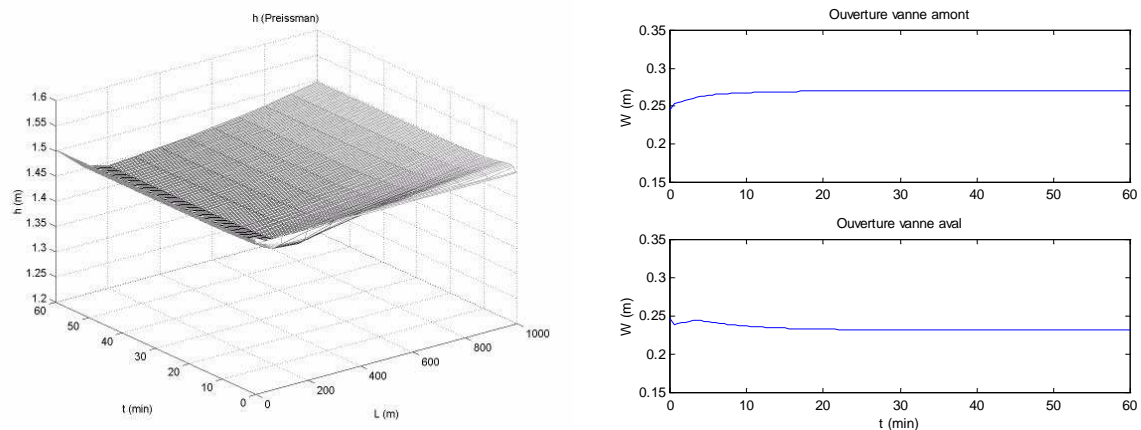 h (Preissman)
1.6
1.55
1.5
1.45
1.4
1.35
1.3
1.25
1.2
h (m)
60
50
40
30
20
10
0
t (min)
0
200
400
600
800
1000
L (m)
Ouverture vanne amont
0.35
0.3
0.25
0.2
0.15
W (m)
0 10 20 30 40 50 60
Ouverture vanne aval
0.35
0.3
0.25
0.2
0.15
W (m)
0 10 20 30 40 50 60
t (min)